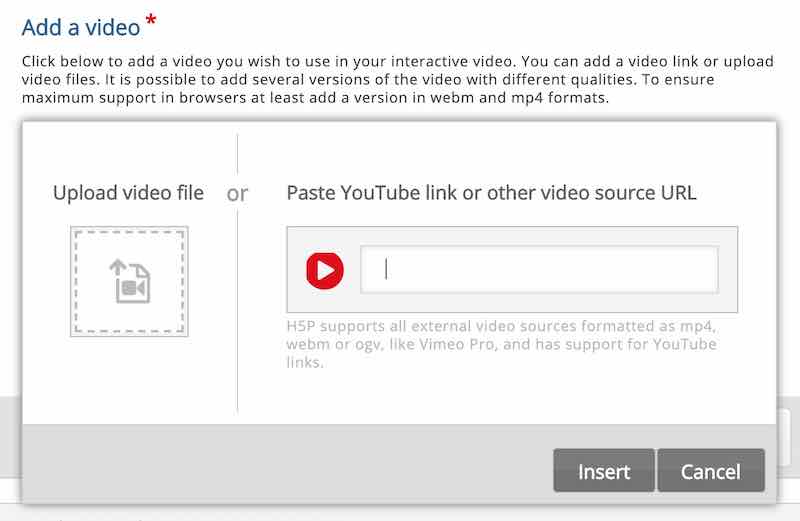 Add a video *
Click below to add a video you wish to use in your interactive video. You can add a video link or upload
video files. It is possible to add several versions of the video with different qualities. To ensure
maximum support in browsers at least add a version in webm and mp4 formats.
Upload video file
or
Paste YouTube link or other video source URL
H5P supports all external video sources formatted as mp4,
webm or ogv, like Vimeo Pro, and has support for YouTube
links.
Insert
Cancel